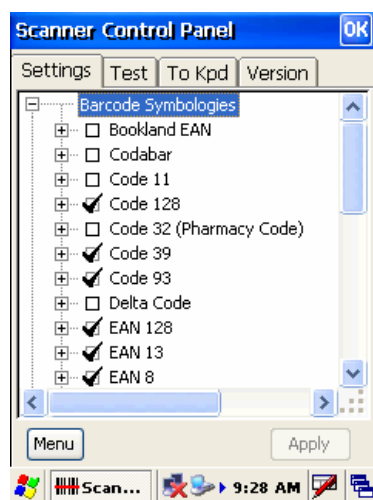 Scanner Control Panel OK
Settings Test To Kpd Version
Barcode Symbologies
Bookland EAN
Codabar
Code 11
Code 128
Code 32 (Pharmacy Code)
Code 39
Code 93
Delta Code
EAN 128
EAN 13
EAN 8
Menu Apply
Scan... 9:28 AM